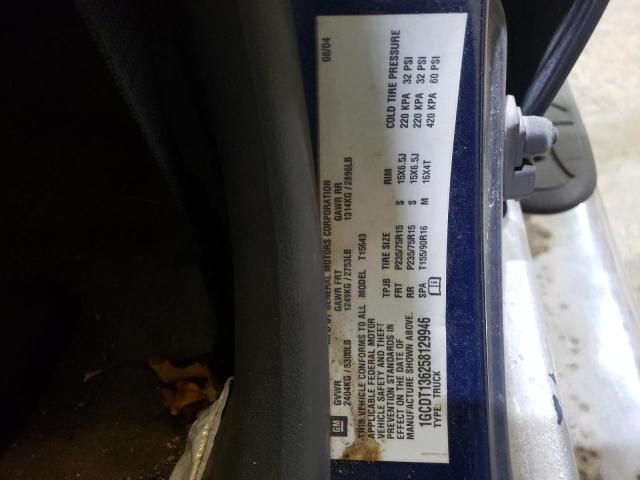 MFD BY GENERAL MOTORS CORPORATION
08/04
GVWR GAWR FRT GAWR RR
2404KG / 5300LB 1249KG / 2753LB 1314KG / 2896LB
GM
THIS VEHICLE CONFORMS TO ALL
APPLICABLE FEDERAL MOTOR
VEHICLE SAFETY AND THEFT
PREVENTION STANDARDS IN
EFFECT ON THE DATE OF
MANUFACTURE SHOWN ABOVE.
1GCDT136258129946
TYPE: TRUCK
MODEL T15643
TPJB TIRE SIZE RIM COLD TIRE PRESSURE
FRT P235/75R15 S 15X6.5J 220 KPA 32 PSI
RR P235/75R15 S 15X6.5J 220 KPA 32 PSI
SPA T155/90R16 M 16X4T 420 KPA 60 PSI